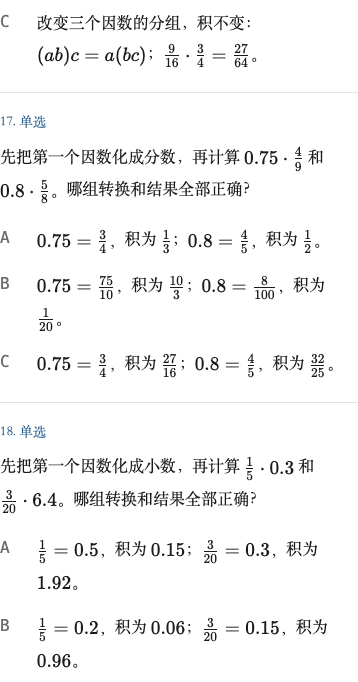 C 改变三个因数的分组，积不变：
(ab)c = a(bc)；9/16 · 3/4 = 27/64。
17. 单选
先把第一个因数化成分数，再计算 0.75 · 4/9 和
0.8 · 5/8。哪组转换和结果全部正确？
A 0.75 = 3/4，积为 1/3；0.8 = 4/5，积为 1/2。
B 0.75 = 75/10，积为 10/3；0.8 = 8/100，积为
1/20。
C 0.75 = 3/4，积为 27/16；0.8 = 4/5，积为 32/25。
18. 单选
先把第一个因数化成小数，再计算 1/5 · 0.3 和
3/20 · 6.4。哪组转换和结果全部正确？
A 1/5 = 0.5，积为 0.15；3/20 = 0.3，积为
1.92。
B 1/5 = 0.2，积为 0.06；3/20 = 0.15，积为
0.96。